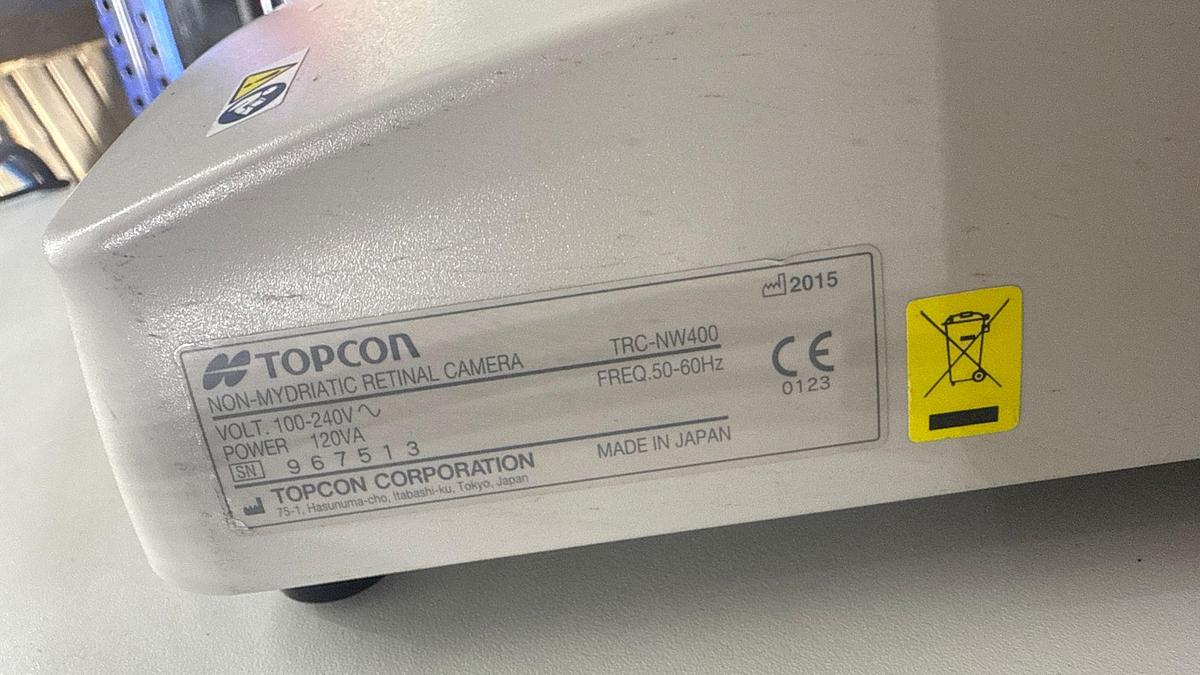 2015
TOPCON
NON-MYDRIATIC RETINAL CAMERA TRC-NW400
VOLT. 100-240V FREQ.50-60Hz
POWER 120VA
CE
0123
SN 967513
TOPCON CORPORATION MADE IN JAPAN
75-1, Hasunuma-cho, Itabashi-ku, Tokyo, Japan